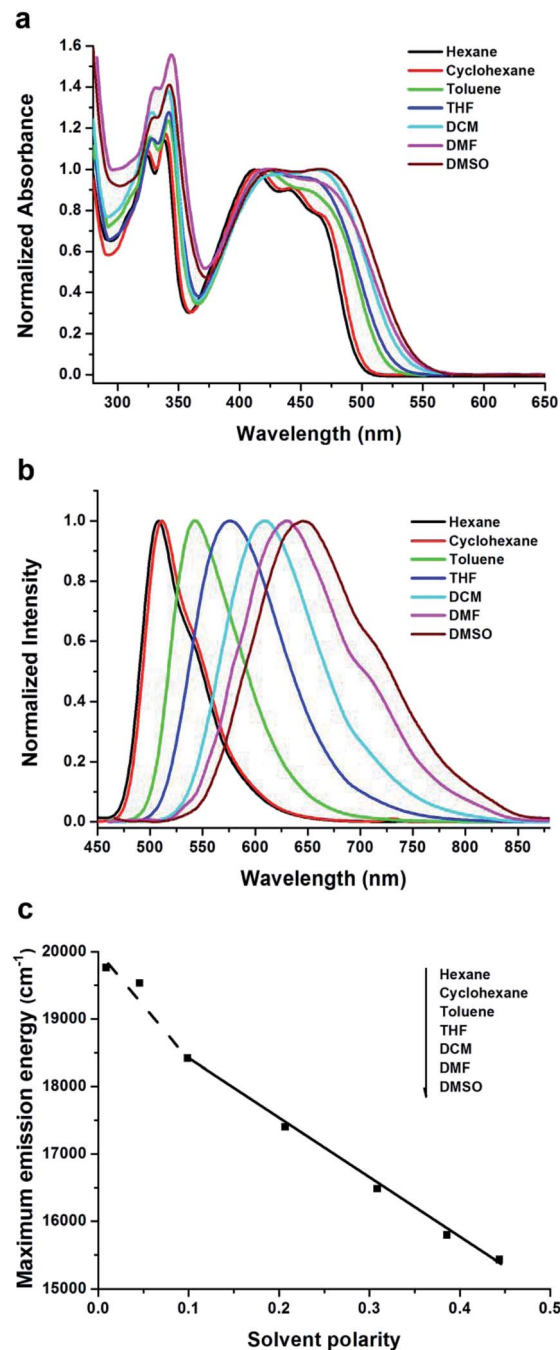 a
1.6
1.4
1.2
1.0
0.8
0.6
0.4
0.2
0.0
Normalized Absorbance
Hexane
Cyclohexane
Toluene
THF
DCM
DMF
DMSO
300 350 400 450 500 550 600 650
Wavelength (nm)
b
1.0
0.8
0.6
0.4
0.2
0.0
Normalized Intensity
Hexane
Cyclohexane
Toluene
THF
DCM
DMF
DMSO
450 500 550 600 650 700 750 800 850
Wavelength (nm)
c
20000
19000
18000
17000
16000
15000
Maximum emission energy (cm-1)
Hexane
Cyclohexane
Toluene
THF
DCM
DMF
DMSO
0.0 0.1 0.2 0.3 0.4 0.5
Solvent polarity